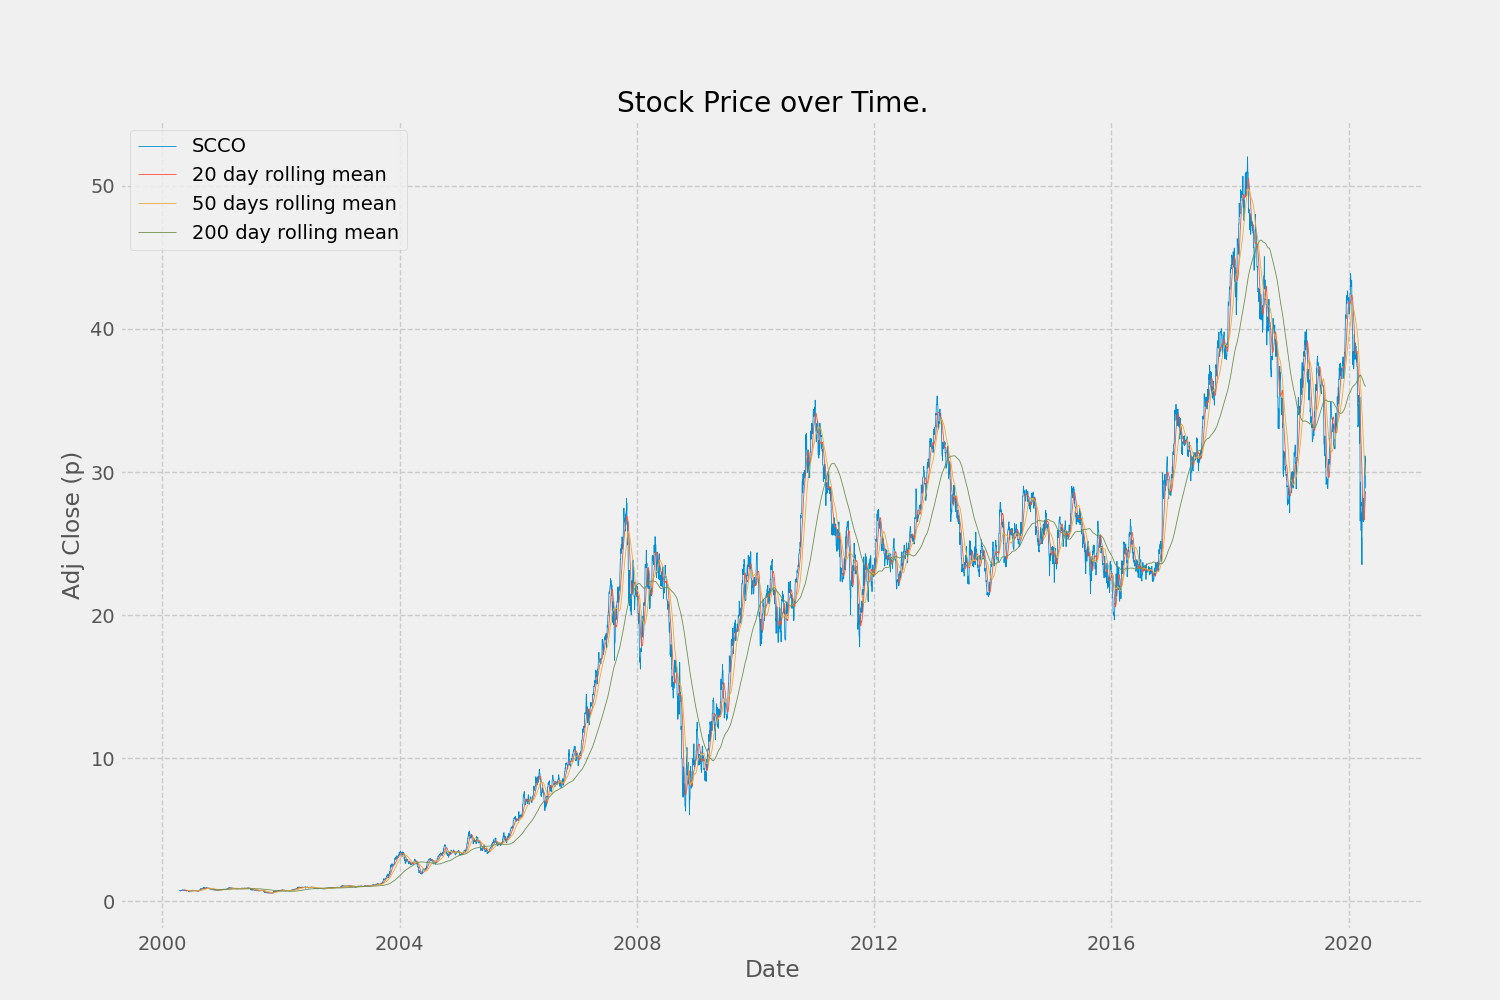 Stock Price over Time.
SCCO
20 day rolling mean
50 days rolling mean
200 day rolling mean
Adj Close (p)
50
40
30
20
10
0
2000 2004 2008 2012 2016 2020
Date